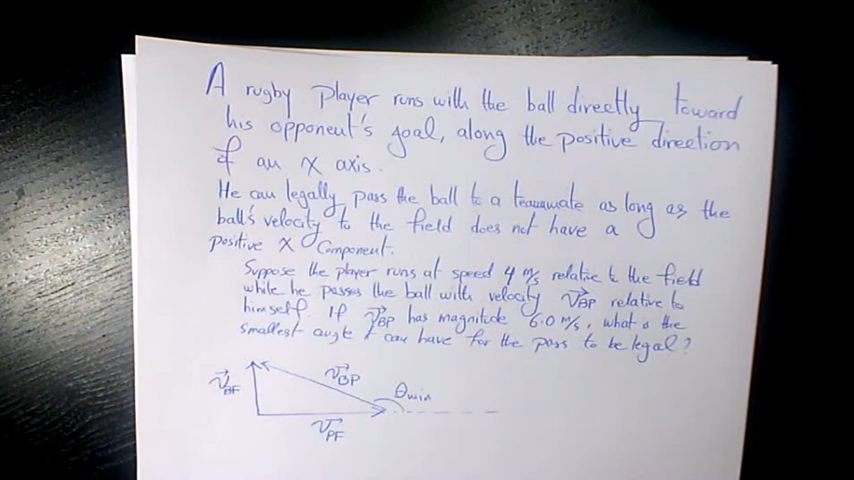 A rugby player runs with the ball directly toward
his opponent's goal, along the positive direction
of an x axis.
He can legally pass the ball to a teammate as long as the
ball's velocity to the field does not have a
positive x Component.
Suppose the player runs at speed 4 m/s relative to the field
while he passes the ball with velocity v⃗BP relative to
himself. If v⃗BP has magnitude 6.0 m/s, what is the
smallest angle it can have for the pass to be legal?
v⃗BF
v⃗BP
θmin
v⃗PF